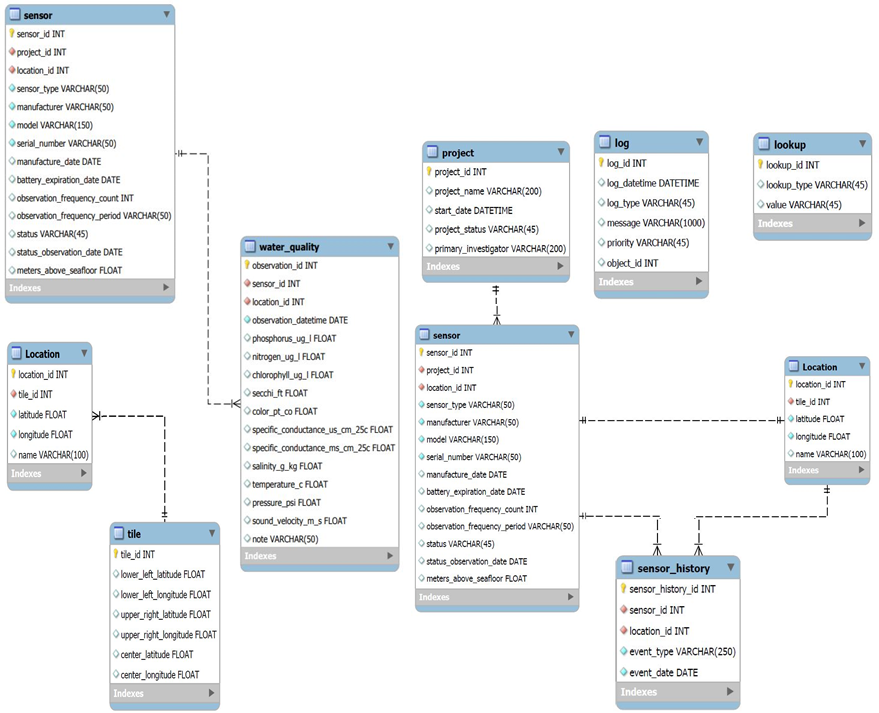 sensor
sensor_id INT
project_id INT
location_id INT
sensor_type VARCHAR(50)
manufacturer VARCHAR(50)
model VARCHAR(150)
serial_number VARCHAR(50)
manufacture_date DATE
battery_expiration_date DATE
observation_frequency_count INT
observation_frequency_period VARCHAR(50)
status VARCHAR(45)
status_observation_date DATE
meters_above_seafloor FLOAT
Indexes
Location
location_id INT
tile_id INT
latitude FLOAT
longitude FLOAT
name VARCHAR(100)
Indexes
tile
tile_id INT
lower_left_latitude FLOAT
lower_left_longitude FLOAT
upper_right_latitude FLOAT
upper_right_longitude FLOAT
center_latitude FLOAT
center_longitude FLOAT
Indexes
water_quality
observation_id INT
sensor_id INT
location_id INT
observation_datetime DATE
phosphorus_ug_l FLOAT
nitrogen_ug_l FLOAT
chlorophyll_ug_l FLOAT
secchi_ft FLOAT
color_pt_co FLOAT
specific_conductance_us_cm_25c FLOAT
specific_conductance_ms_cm_25c FLOAT
salinity_g_kg FLOAT
temperature_c FLOAT
pressure_psi FLOAT
sound_velocity_m_s FLOAT
note VARCHAR(50)
Indexes
project
project_id INT
project_name VARCHAR(200)
start_date DATETIME
project_status VARCHAR(45)
primary_investigator VARCHAR(200)
Indexes
log
log_id INT
log_datetime DATETIME
log_type VARCHAR(45)
message VARCHAR(1000)
priority VARCHAR(45)
object_id INT
Indexes
lookup
lookup_id INT
lookup_type VARCHAR(45)
value VARCHAR(45)
Indexes
sensor
sensor_id INT
project_id INT
location_id INT
sensor_type VARCHAR(50)
manufacturer VARCHAR(50)
model VARCHAR(150)
serial_number VARCHAR(50)
manufacture_date DATE
battery_expiration_date DATE
observation_frequency_count INT
observation_frequency_period VARCHAR(50)
status VARCHAR(45)
status_observation_date DATE
meters_above_seafloor FLOAT
Indexes
Location
location_id INT
tile_id INT
latitude FLOAT
longitude FLOAT
name VARCHAR(100)
Indexes
sensor_history
sensor_history_id INT
sensor_id INT
location_id INT
event_type VARCHAR(250)
event_date DATE
Indexes